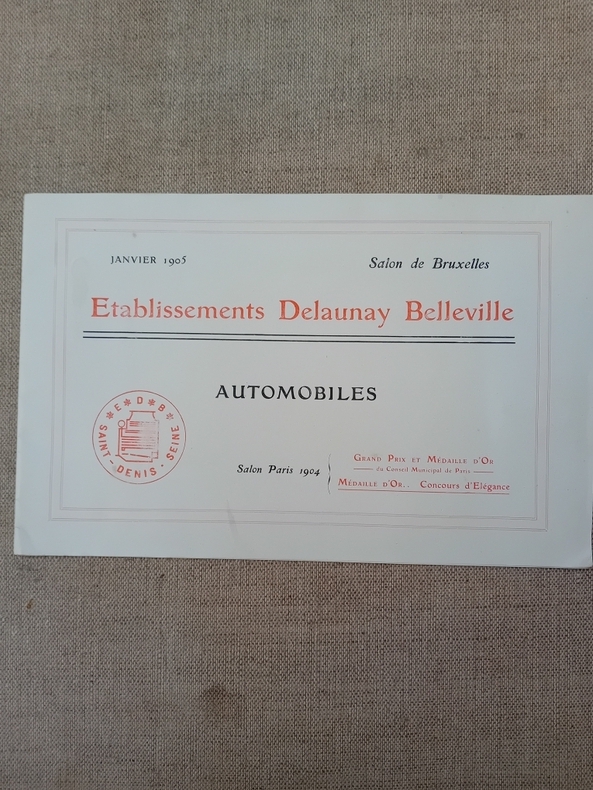 JANVIER 1905
Salon de Bruxelles
Etablissements Delaunay Belleville
AUTOMOBILES
E D B
SAINT-DENIS·SEINE
Salon Paris 1904
GRAND PRIX ET MÉDAILLE D'OR
du Conseil Municipal de Paris
MÉDAILLE D'OR.. Concours d'Elégance